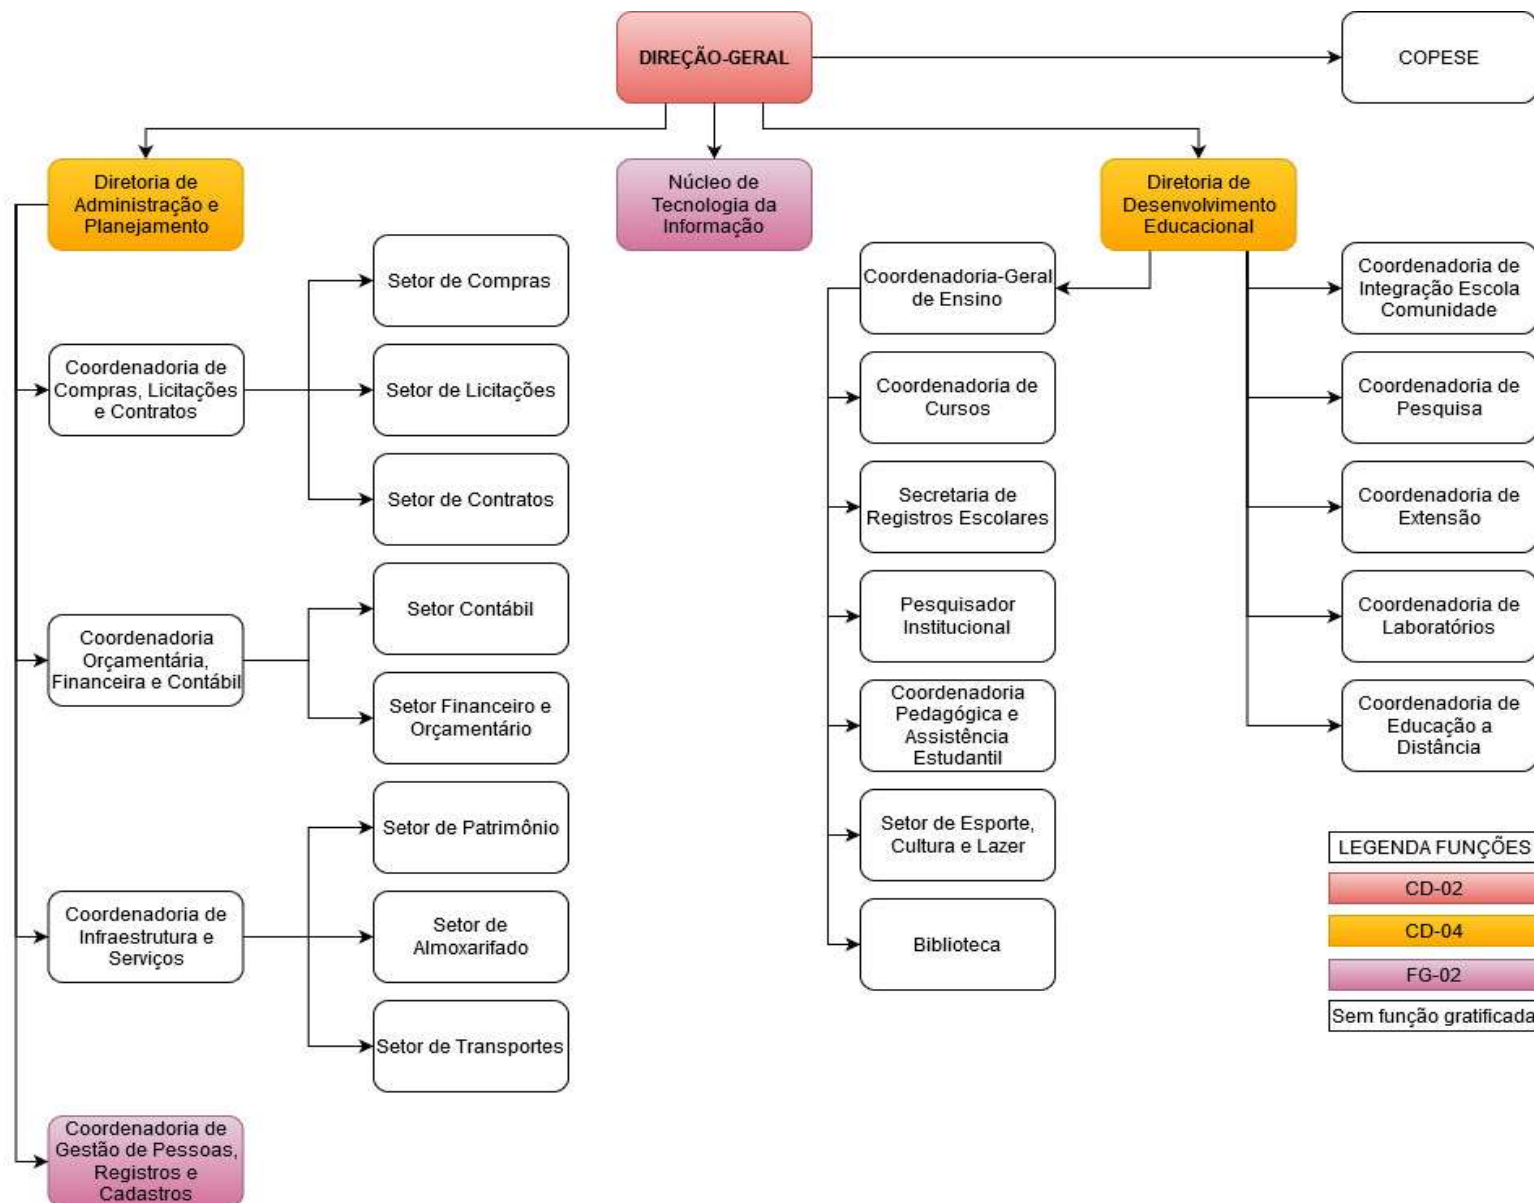 DIREÇÃO-GERAL
COPESE
Diretoria de
Administração e
Planejamento
Núcleo de
Tecnologia da
Informação
Diretoria de
Desenvolvimento
Educacional
Coordenadoria de
Compras, Licitações
e Contratos
Setor de Compras
Setor de Licitações
Setor de Contratos
Coordenadoria
Orçamentária,
Financeira e Contábil
Setor Contábil
Setor Financeiro e
Orçamentário
Coordenadoria de
Infraestrutura e
Serviços
Setor de Patrimônio
Setor de
Almoxarifado
Setor de Transportes
Coordenadoria de
Gestão de Pessoas,
Registros e
Cadastros
Coordenadoria-Geral
de Ensino
Coordenadoria de
Cursos
Secretaria de
Registros Escolares
Pesquisador
Institucional
Coordenadoria
Pedagógica e
Assistência
Estudantil
Setor de Esporte,
Cultura e Lazer
Biblioteca
Coordenadoria de
Integração Escola
Comunidade
Coordenadoria de
Pesquisa
Coordenadoria de
Extensão
Coordenadoria de
Laboratórios
Coordenadoria de
Educação a
Distância
LEGENDA FUNÇÕES
CD-02
CD-04
FG-02
Sem função gratificada